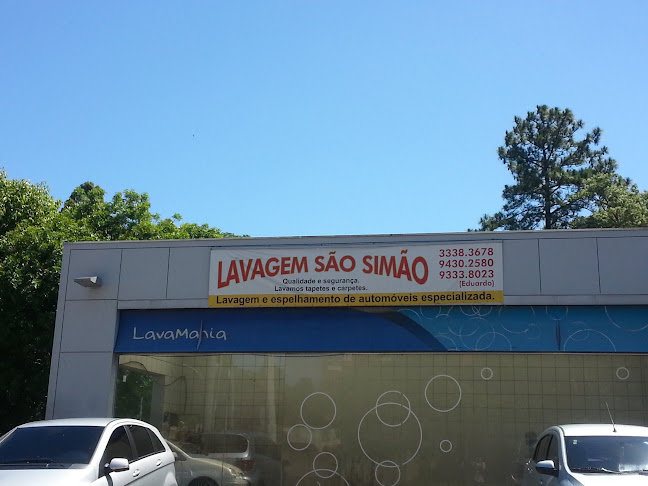 LAVAGEM SÃO SIMÃO
Qualidade e segurança.
Lavamos tapetes e carpetes.
3338.3678
9430.2580
9333.8023
(Eduardo)
Lavagem e espelhamento de automóveis especializada.
LavaMania